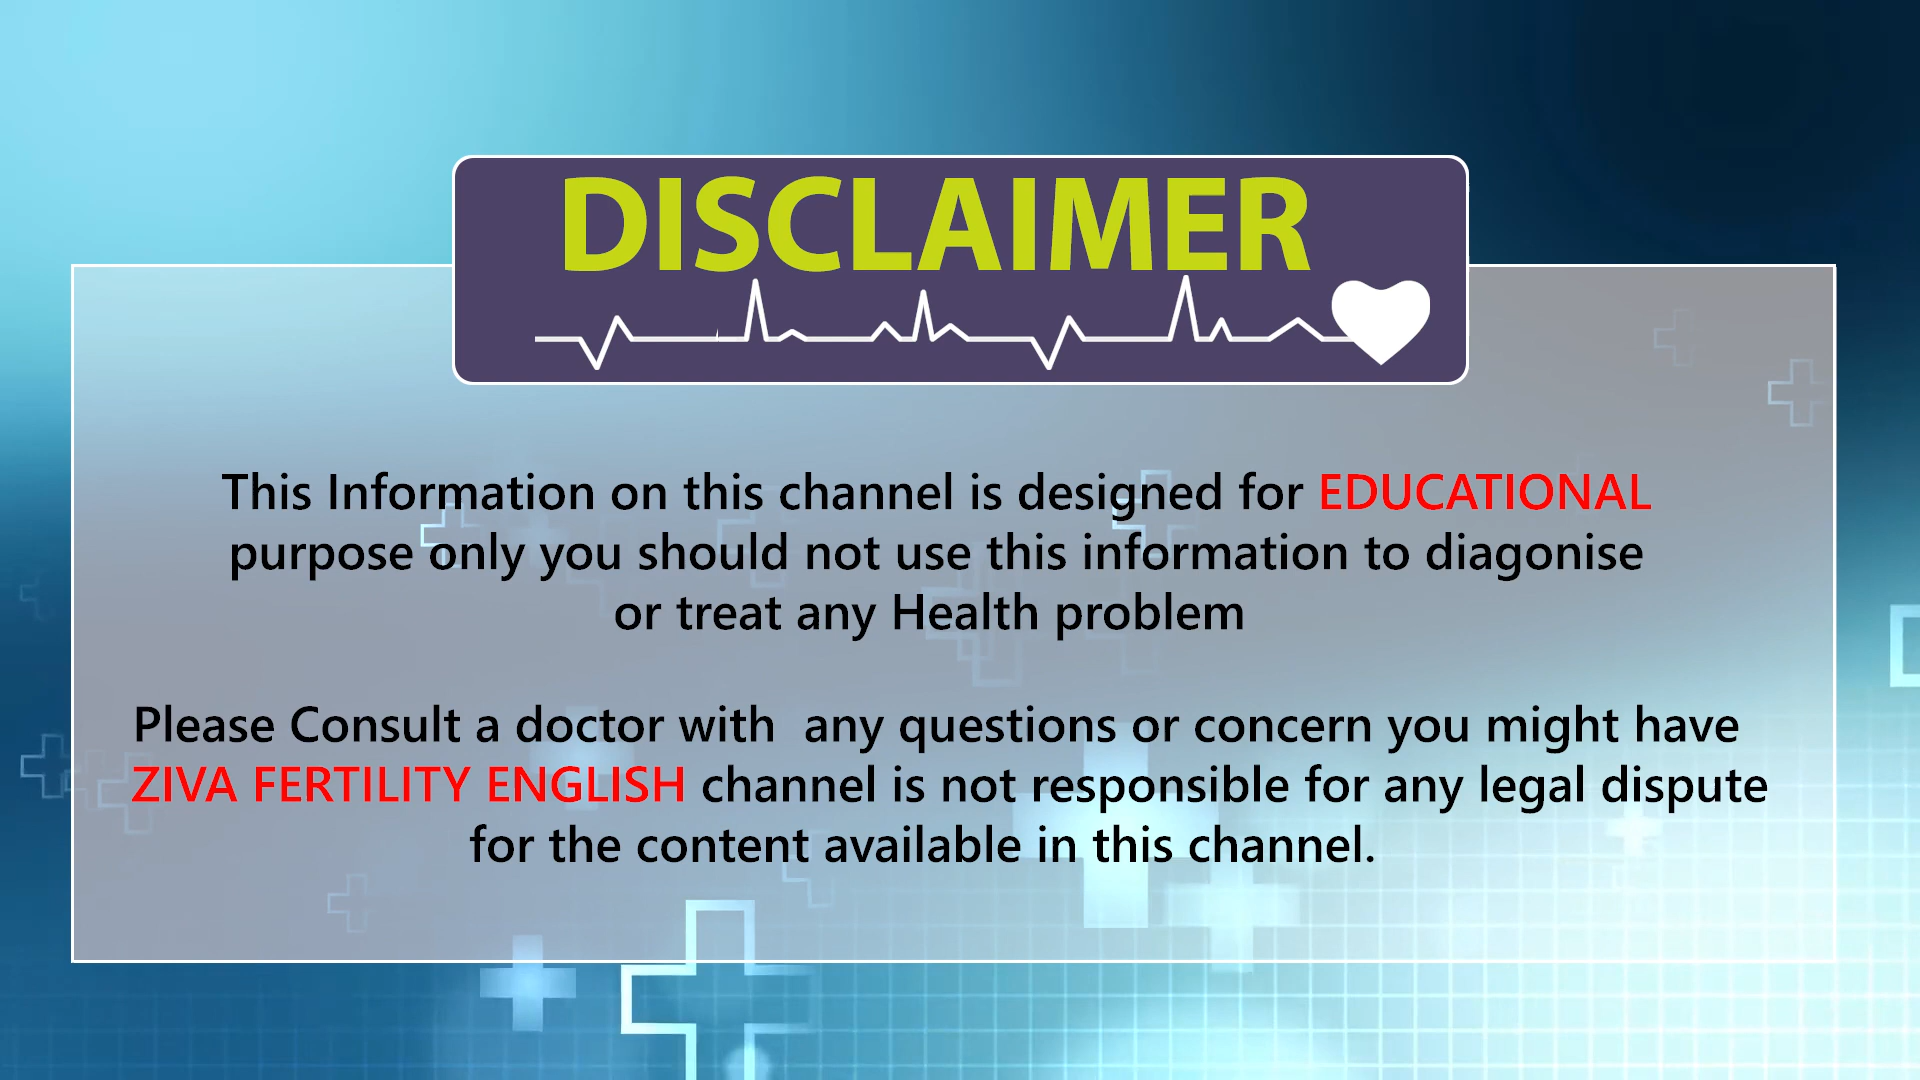 DISCLAIMER
This Information on this channel is designed for EDUCATIONAL
purpose only you should not use this information to diagonise
or treat any Health problem
Please Consult a doctor with  any questions or concern you might have
ZIVA FERTILITY ENGLISH channel is not responsible for any legal dispute
for the content available in this channel.